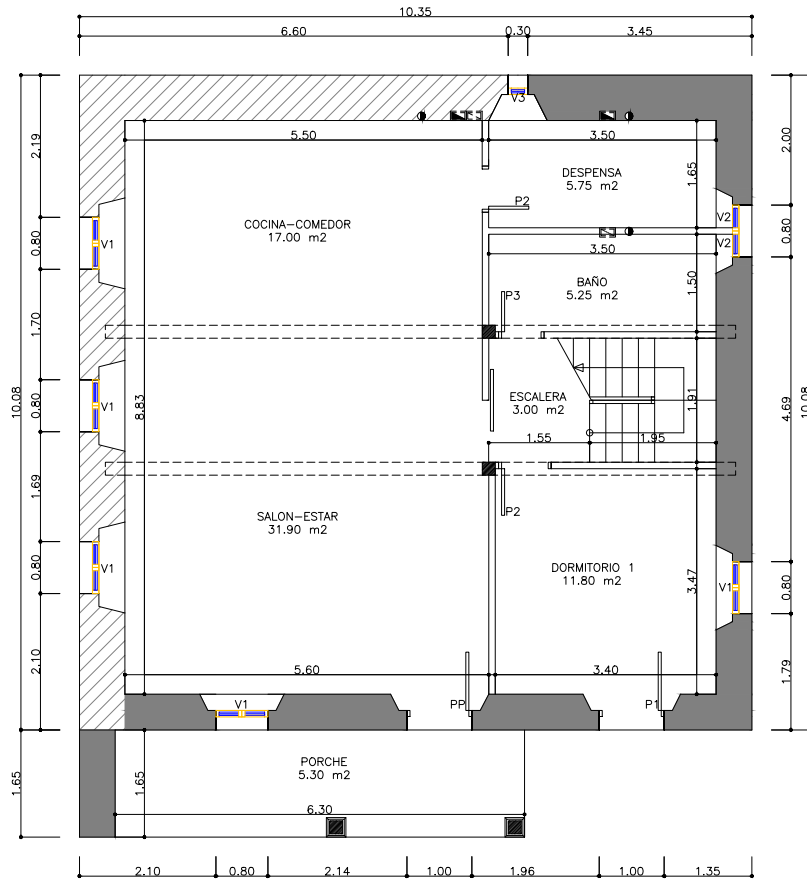 10.35
6.60
0.30
3.45
V3
5.50
3.50
2.19
2.00
DESPENSA
5.75 m2
1.65
P2
V2
V2
0.80
0.80
COCINA-COMEDOR
17.00 m2
V1
3.50
BAÑO
5.25 m2
1.50
P3
1.70
10.08
0.80
V1
8.83
ESCALERA
3.00 m2
1.91
4.69
10.08
1.55
1.95
1.69
P2
SALON-ESTAR
31.90 m2
DORMITORIO 1
11.80 m2
3.47
0.80
V1
V1
0.80
2.10
5.60
3.40
1.79
V1
PP
P1
1.65
1.65
PORCHE
5.30 m2
6.30
2.10
0.80
2.14
1.00
1.96
1.00
1.35